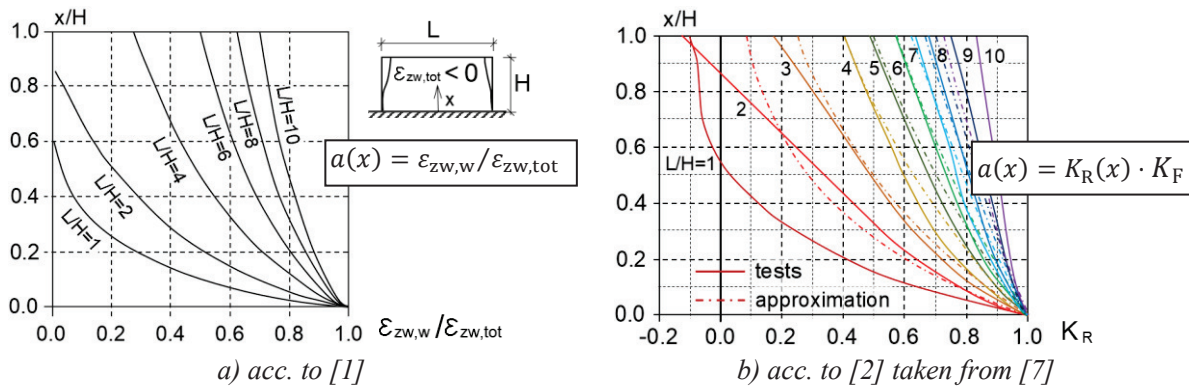 x/H
1.0
0.8
0.6
0.4
0.2
0.0
0.0
0.2
0.4
0.6
0.8
1.0
L/H=1
L/H=2
L/H=4
L/H=6
L/H=8
L/H=10
εzw,w/εzw,tot
L
εzw,tot < 0
H
x
a(x) = εzw,w/εzw,tot
a) acc. to [1]
x/H
1.0
0.8
0.6
0.4
0.2
0.0
-0.2
0.0
0.2
0.4
0.6
0.8
1.0
KR
L/H=1
2
3
4
5
6
7
8
9
10
a(x) = KR(x) · KF
tests
approximation
b) acc. to [2] taken from [7]